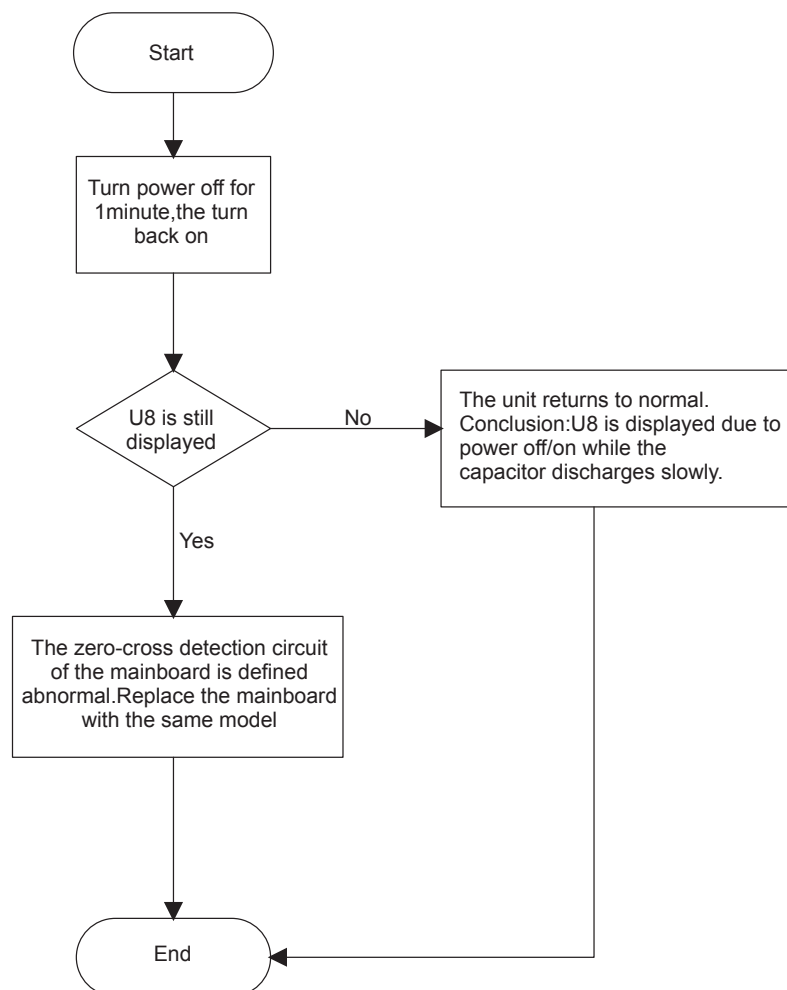 Start
Turn power off for
1minute,the turn
back on
U8 is still
displayed
No
The unit returns to normal.
Conclusion:U8 is displayed due to
power off/on while the
capacitor discharges slowly.
Yes
The zero-cross detection circuit
of the mainboard is defined
abnormal.Replace the mainboard
with the same model
End